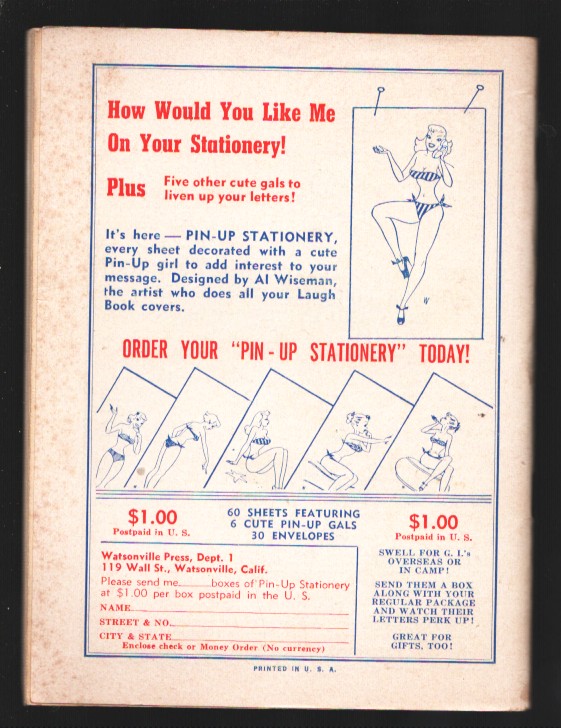 How Would You Like Me
On Your Stationery!
Plus
Five other cute gals to
liven up your letters!
It's here — PIN-UP STATIONERY,
every sheet decorated with a cute
Pin-Up girl to add interest to your
message. Designed by Al Wiseman,
the artist who does all your Laugh
Book covers.
W
ORDER YOUR "PIN-UP STATIONERY" TODAY!
$1.00
Postpaid in U. S.
60 SHEETS FEATURING
6 CUTE PIN-UP GALS
30 ENVELOPES
$1.00
Postpaid in U. S.
Watsonville Press, Dept. 1
119 Wall St., Watsonville, Calif.
Please send me........boxes of Pin-Up Stationery
at $1.00 per box postpaid in the U. S.
NAME
STREET & NO.
CITY & STATE
Enclose check or Money Order (No currency)
SWELL FOR G. I.'s
OVERSEAS OR
IN CAMP!
SEND THEM A BOX
ALONG WITH YOUR
REGULAR PACKAGE
AND WATCH THEIR
LETTERS PERK UP!
GREAT FOR
GIFTS, TOO!
PRINTED IN U. S. A.